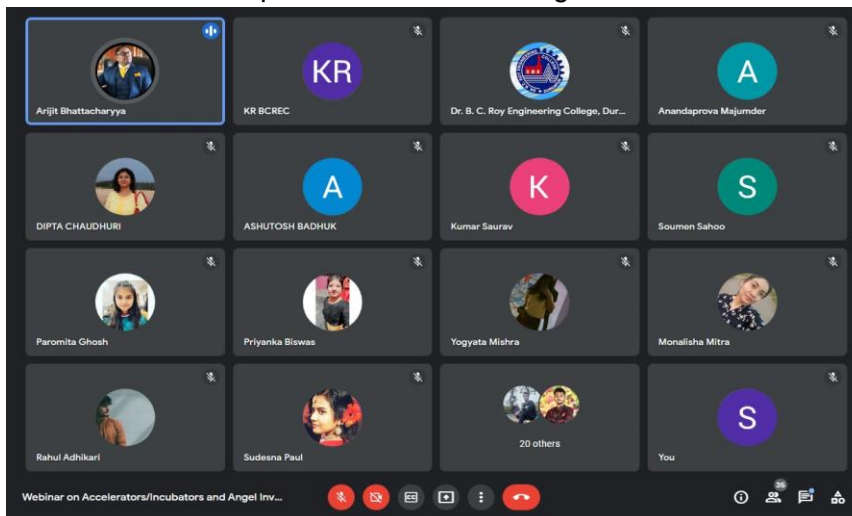 KR
A
Arijit Bhattacharyya
KR BCREC
Dr. B. C. Roy Engineering College, Dur...
Anandaprova Majumder
A
K
S
DIPTA CHAUDHURI
ASHUTOSH BADHUK
Kumar Saurav
Soumen Sahoo
Paromita Ghosh
Priyanka Biswas
Yogyata Mishra
Monalisha Mitra
20 others
S
Rahul Adhikari
Sudesna Paul
You
Webinar on Accelerators/Incubators and Angel Inv...
CC
35